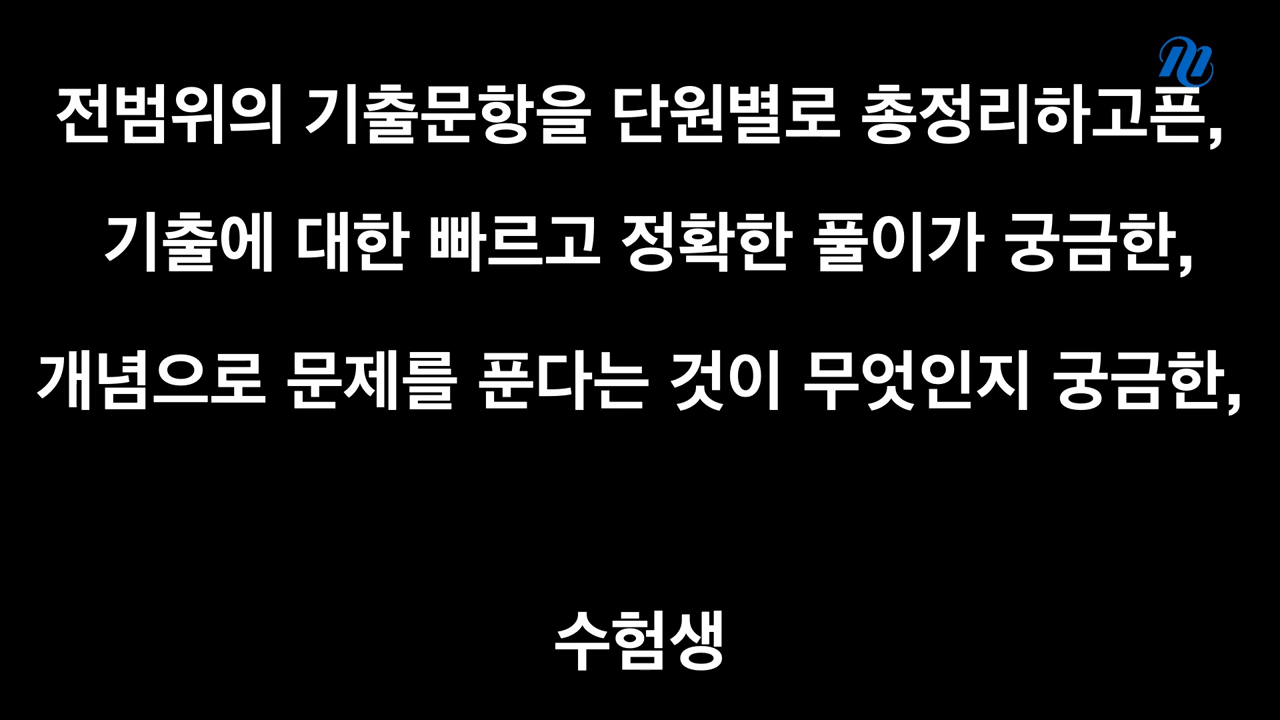 전범위의 기출문항을 단원별로 총정리하고픈,
기출에 대한 빠르고 정확한 풀이가 궁금한,
개념으로 문제를 푼다는 것이 무엇인지 궁금한,
수험생